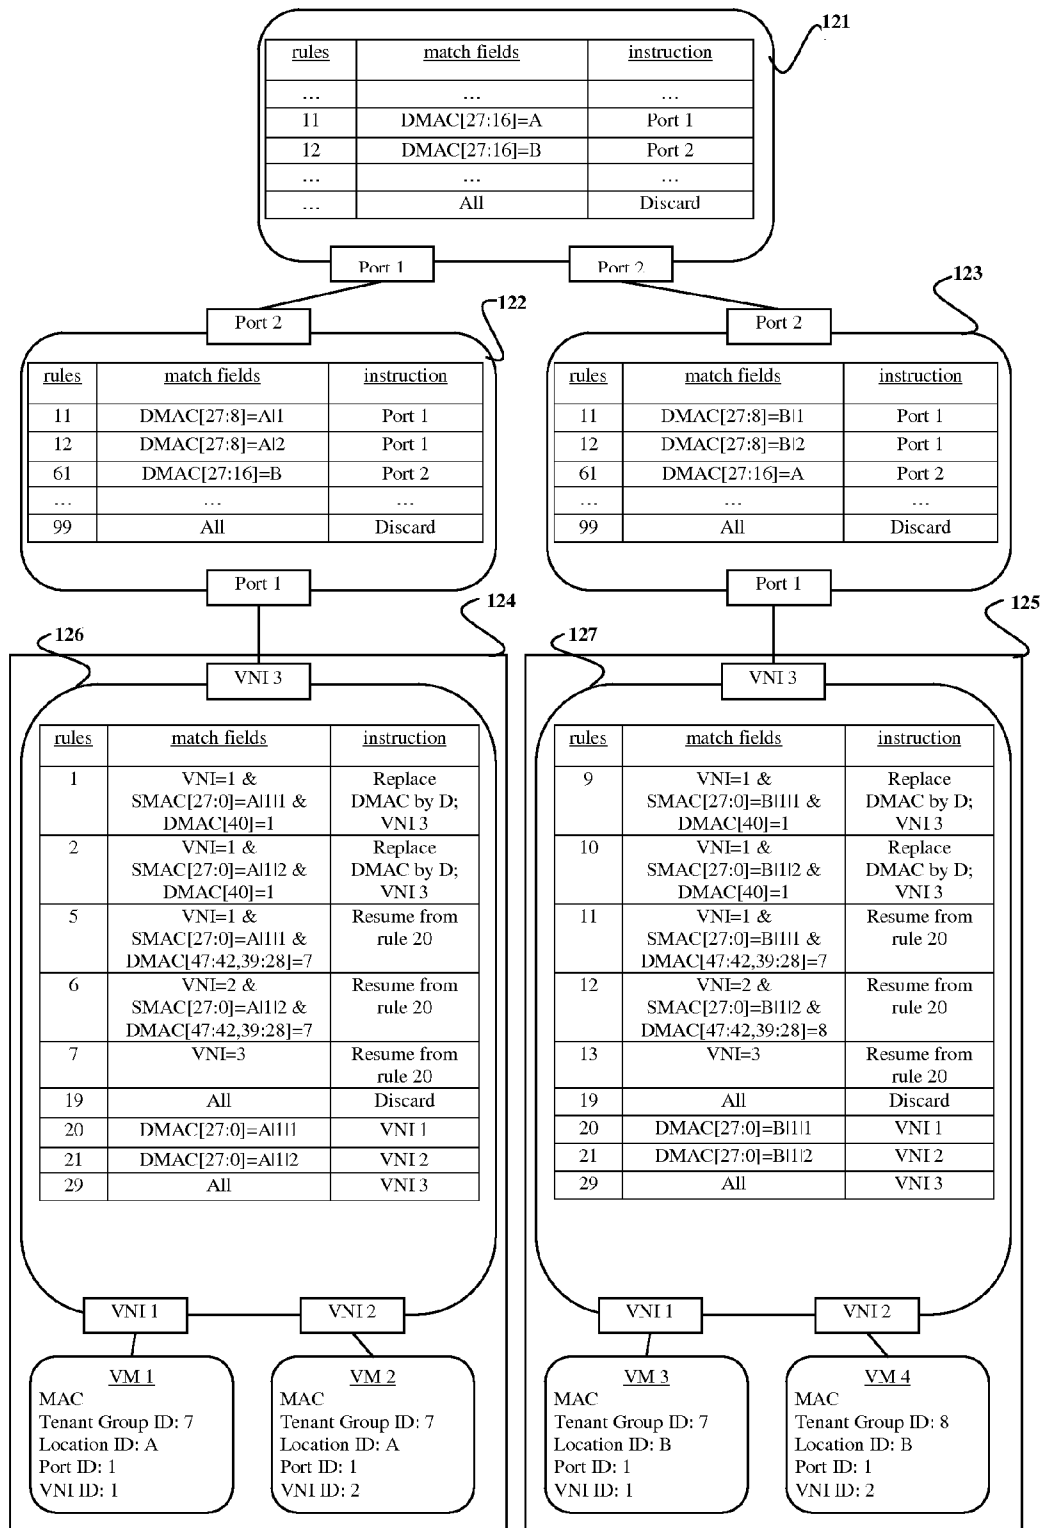 121
rules match fields instruction
... ... ...
11 DMAC[27:16]=A Port 1
12 DMAC[27:16]=B Port 2
... ... ...
... All Discard
Port 1 Port 2
122
123
Port 2
Port 2
rules match fields instruction
11 DMAC[27:8]=A|1 Port 1
12 DMAC[27:8]=A|2 Port 1
61 DMAC[27:16]=B Port 2
... ... ...
99 All Discard
Port 1
rules match fields instruction
11 DMAC[27:8]=B|1 Port 1
12 DMAC[27:8]=B|2 Port 1
61 DMAC[27:16]=A Port 2
... ... ...
99 All Discard
Port 1
124
125
126
127
VNI 3
rules match fields instruction
1 VNI=1 & Replace
SMAC[27:0]=A|1|1 & DMAC by D;
DMAC[40]=1 VNI 3
2 VNI=1 & Replace
SMAC[27:0]=A|1|2 & DMAC by D;
DMAC[40]=1 VNI 3
5 VNI=1 & Resume from
SMAC[27:0]=A|1|1 & rule 20
DMAC[47:42,39:28]=7
6 VNI=2 & Resume from
SMAC[27:0]=A|1|2 & rule 20
DMAC[47:42,39:28]=7
7 VNI=3 Resume from
rule 20
19 All Discard
20 DMAC[27:0]=A|1|1 VNI 1
21 DMAC[27:0]=A|1|2 VNI 2
29 All VNI 3
VNI 1 VNI 2
VM 1
MAC
Tenant Group ID: 7
Location ID: A
Port ID: 1
VNI ID: 1
VM 2
MAC
Tenant Group ID: 7
Location ID: A
Port ID: 1
VNI ID: 2
VNI 3
rules match fields instruction
9 VNI=1 & Replace
SMAC[27:0]=B|1|1 & DMAC by D;
DMAC[40]=1 VNI 3
10 VNI=1 & Replace
SMAC[27:0]=B|1|2 & DMAC by D;
DMAC[40]=1 VNI 3
11 VNI=1 & Resume from
SMAC[27:0]=B|1|1 & rule 20
DMAC[47:42,39:28]=7
12 VNI=2 & Resume from
SMAC[27:0]=B|1|2 & rule 20
DMAC[47:42,39:28]=8
13 VNI=3 Resume from
rule 20
19 All Discard
20 DMAC[27:0]=B|1|1 VNI 1
21 DMAC[27:0]=B|1|2 VNI 2
29 All VNI 3
VNI 1 VNI 2
VM 3
MAC
Tenant Group ID: 7
Location ID: B
Port ID: 1
VNI ID: 1
VM 4
MAC
Tenant Group ID: 8
Location ID: B
Port ID: 1
VNI ID: 2